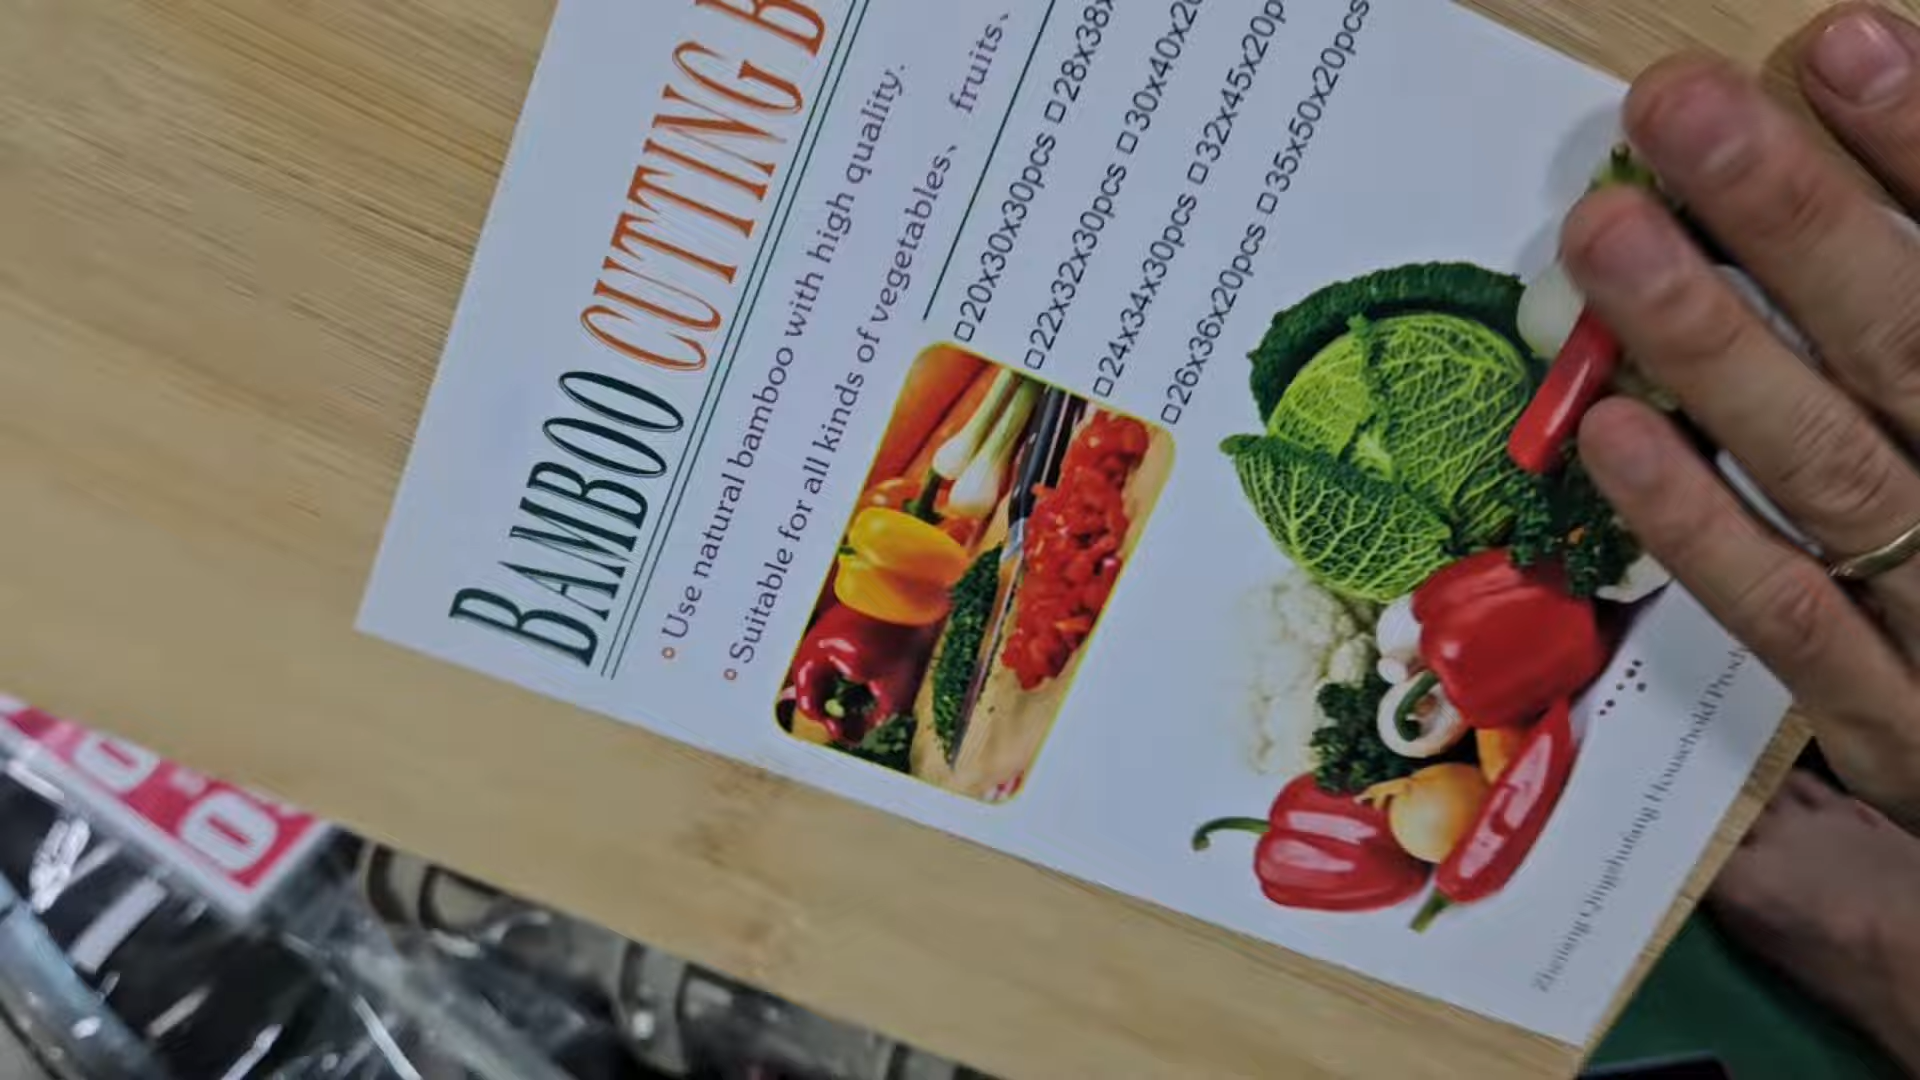 BAMBOO CUTTING B
Use natural bamboo with high quality.
Suitable for all kinds of vegetables、 fruits、
□20x30x30pcs □28x38x
□22x32x30pcs □30x40x20
□24x34x30pcs □32x45x20p
□26x36x20pcs □35x50x20pcs
Household